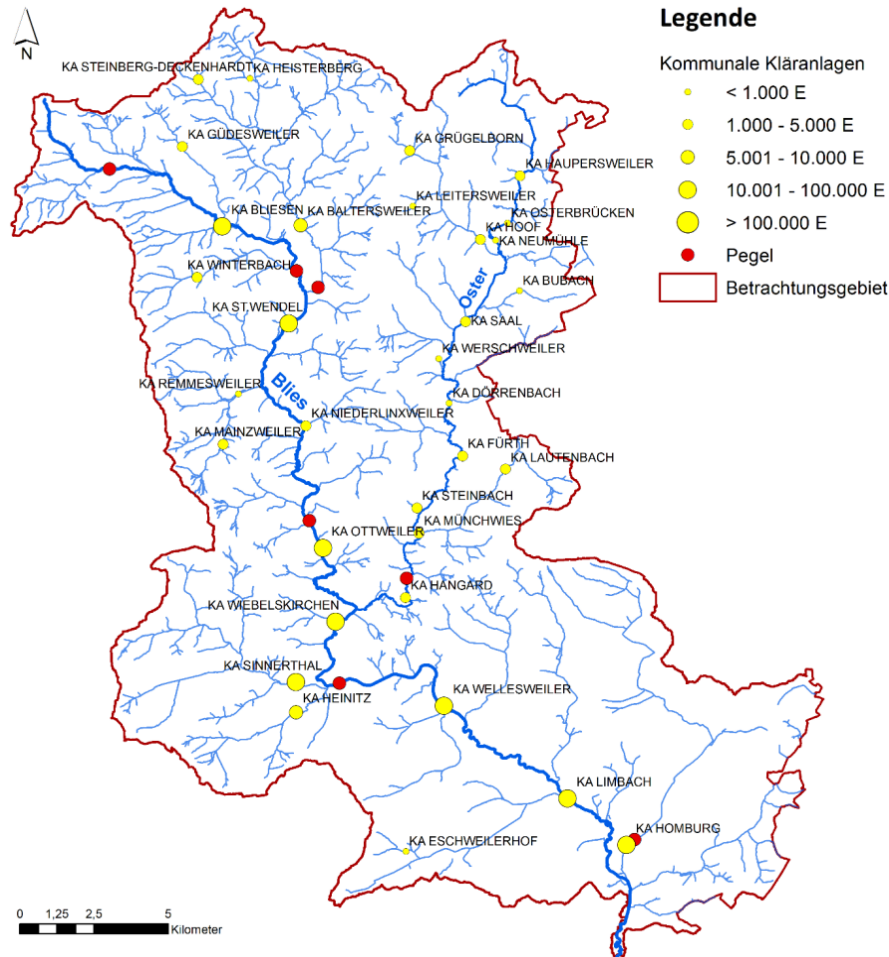 Legende
N
Kommunale Kläranlagen
< 1.000 E
1.000 - 5.000 E
5.001 - 10.000 E
10.001 - 100.000 E
> 100.000 E
Pegel
Betrachtungsgebiet
KA STEINBERG-DECKENHARDT
KA HEISTERBERG
KA GÜDESWEILER
KA GRÜGELBORN
KA HAUPERSWEILER
KA LEITERSWEILER
KA BLIESEN
KA BALTERSWEILER
KA OSTERBRÜCKEN
KA HOOF
KA NEUMÜHLE
KA WINTERBACH
KA BUBACH
Oster
KA ST.WENDEL
KA SAAL
KA WERSCHWEILER
KA REMMESWEILER
Blies
KA DÖRRENBACH
KA NIEDERLINXWEILER
KA MAINZWEILER
KA FÜRTH
KA LAUTENBACH
KA STEINBACH
KA MÜNCHWIES
KA OTTWEILER
KA HANGARD
KA WIEBELSKIRCHEN
KA SINNERTHAL
KA HEINITZ
KA WELLESWEILER
KA LIMBACH
KA HOMBURG
KA ESCHWEILERHOF
0 1,25 2,5 5
Kilometer